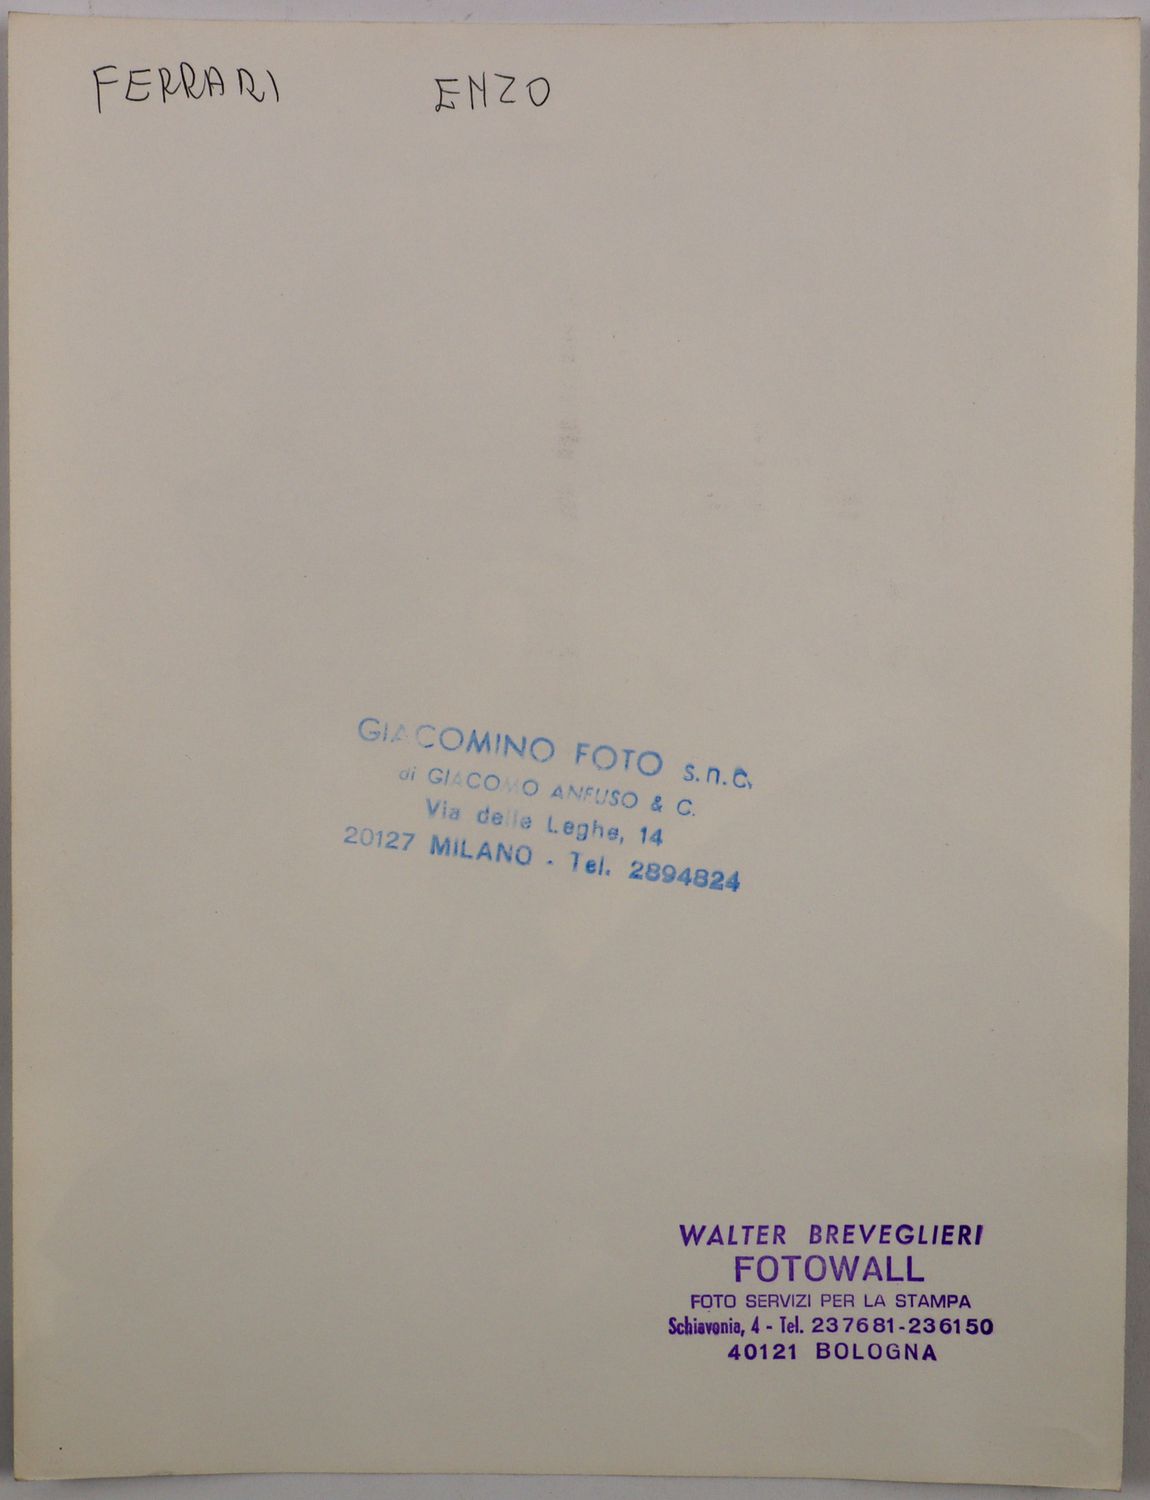 FERRARI ENZO
GIACOMINO FOTO s.n.c.
di GIACOMO ANFUSO & C.
Via delle Leghe, 14
20127 MILANO - Tel. 2894824
WALTER BREVEGLIERI
FOTOWALL
FOTO SERVIZI PER LA STAMPA
Schiavonia, 4 - Tel. 237681-236150
40121 BOLOGNA